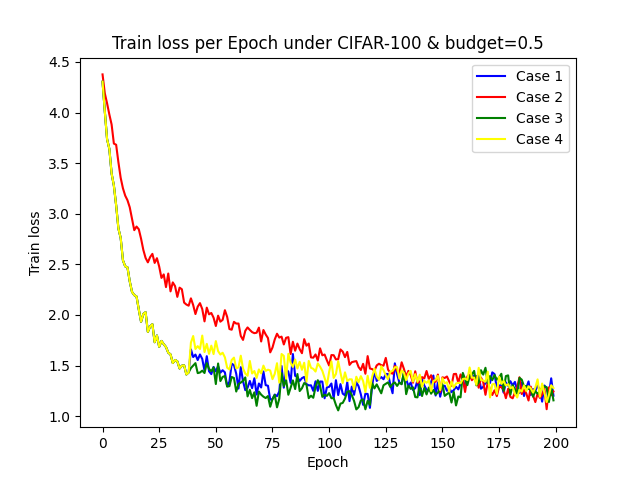 Train loss per Epoch under CIFAR-100 & budget=0.5
Train loss
4.5
4.0
3.5
3.0
2.5
2.0
1.5
1.0
Case 1
Case 2
Case 3
Case 4
0 25 50 75 100 125 150 175 200
Epoch